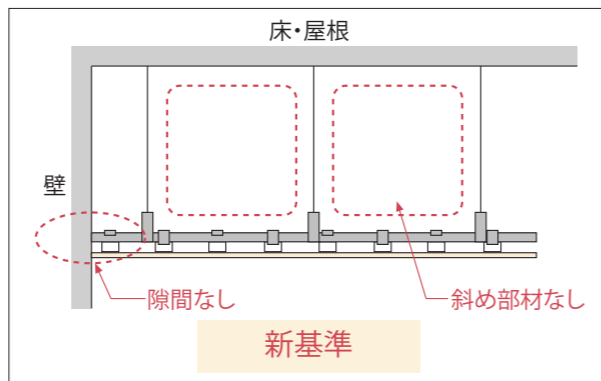 床・屋根
壁
隙間なし
斜め部材なし
新基準